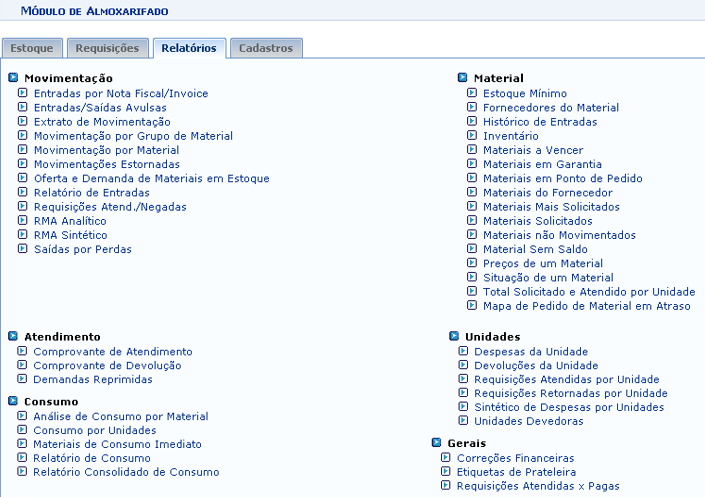 Módulo de Almoxarifado
Estoque
Requisições
Relatórios
Cadastros
Movimentação
Entradas por Nota Fiscal/Invoice
Entradas/Saídas Avulsas
Extrato de Movimentação
Movimentação por Grupo de Material
Movimentação por Material
Movimentações Estornadas
Oferta e Demanda de Materiais em Estoque
Relatório de Entradas
Requisições Atend./Negadas
RMA Analítico
RMA Sintético
Saídas por Perdas
Material
Estoque Mínimo
Fornecedores do Material
Histórico de Entradas
Inventário
Materiais a Vencer
Materiais em Garantia
Materiais em Ponto de Pedido
Materiais do Fornecedor
Materiais Mais Solicitados
Materiais Solicitados
Materiais não Movimentados
Material Sem Saldo
Preços de um Material
Situação de um Material
Total Solicitado e Atendido por Unidade
Mapa de Pedido de Material em Atraso
Atendimento
Comprovante de Atendimento
Comprovante de Devolução
Demandas Reprimidas
Consumo
Análise de Consumo por Material
Consumo por Unidades
Materiais de Consumo Imediato
Relatório de Consumo
Relatório Consolidado de Consumo
Unidades
Despesas da Unidade
Devoluções da Unidade
Requisições Atendidas por Unidade
Requisições Retornadas por Unidade
Sintético de Despesas por Unidades
Unidades Devedoras
Gerais
Correções Financeiras
Etiquetas de Prateleira
Requisições Atendidas x Pagas